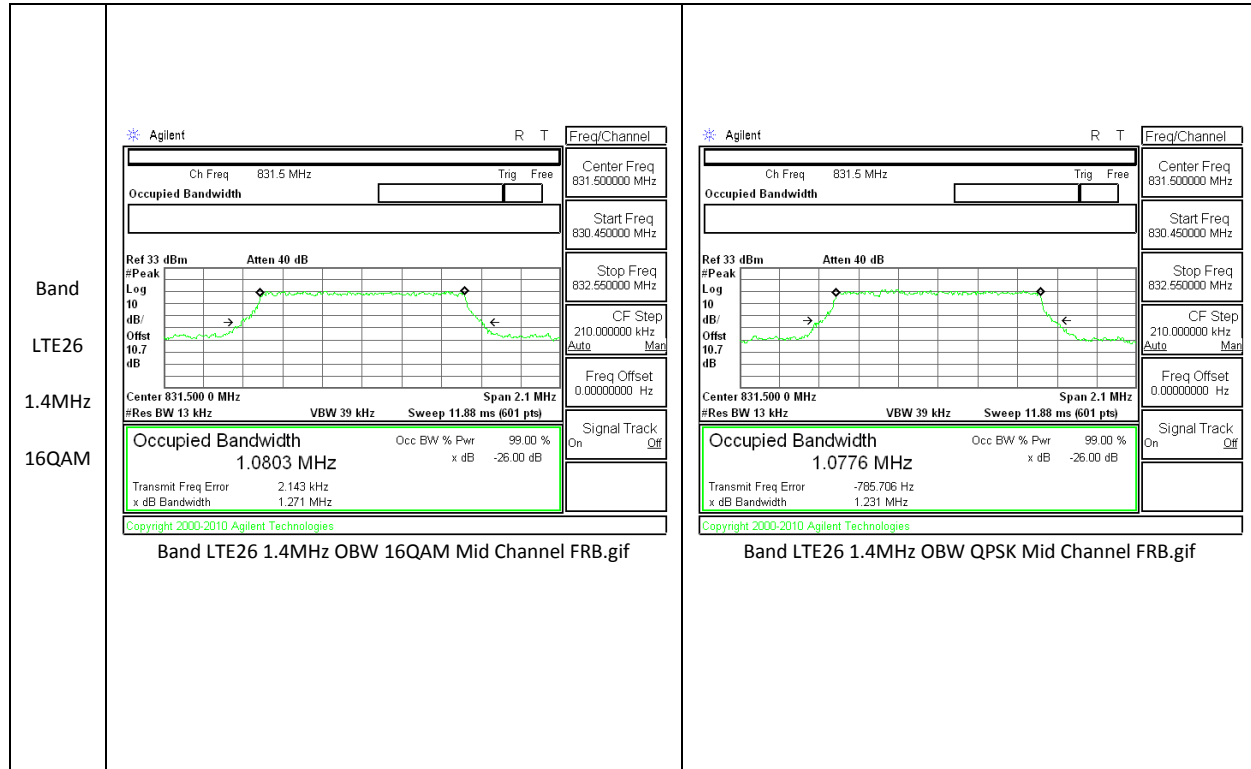 Band
LTE26
1.4MHz
16QAM
Agilent R T
Ch Freq 831.5 MHz Trig Free
Occupied Bandwidth
Ref 33 dBm Atten 40 dB
#Peak
Log
10
dB/
Offst
10.7
dB
Center 831.500 0 MHz Span 2.1 MHz
#Res BW 13 kHz VBW 39 kHz Sweep 11.88 ms (601 pts)
Occupied Bandwidth Occ BW % Pwr 99.00 %
1.0803 MHz x dB -26.00 dB
Transmit Freq Error 2.143 kHz
x dB Bandwidth 1.271 MHz
Copyright 2000-2010 Agilent Technologies
Freq/Channel
Center Freq
831.500000 MHz
Start Freq
830.450000 MHz
Stop Freq
832.550000 MHz
CF Step
210.000000 kHz
Auto Man
Freq Offset
0.00000000 Hz
Signal Track
On Off
Band LTE26 1.4MHz OBW 16QAM Mid Channel FRB.gif
Agilent R T
Ch Freq 831.5 MHz Trig Free
Occupied Bandwidth
Ref 33 dBm Atten 40 dB
#Peak
Log
10
dB/
Offst
10.7
dB
Center 831.500 0 MHz Span 2.1 MHz
#Res BW 13 kHz VBW 39 kHz Sweep 11.88 ms (601 pts)
Occupied Bandwidth Occ BW % Pwr 99.00 %
1.0776 MHz x dB -26.00 dB
Transmit Freq Error -785.706 Hz
x dB Bandwidth 1.231 MHz
Copyright 2000-2010 Agilent Technologies
Freq/Channel
Center Freq
831.500000 MHz
Start Freq
830.450000 MHz
Stop Freq
832.550000 MHz
CF Step
210.000000 kHz
Auto Man
Freq Offset
0.00000000 Hz
Signal Track
On Off
Band LTE26 1.4MHz OBW QPSK Mid Channel FRB.gif